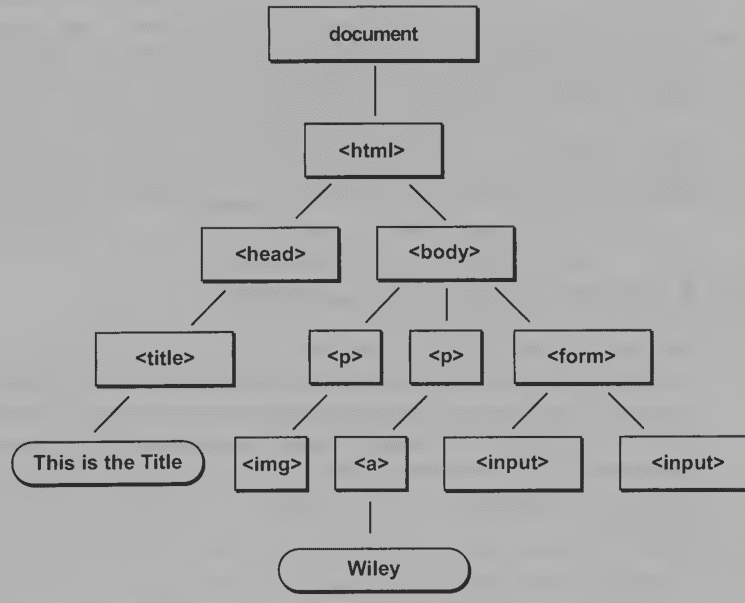 document
<html>
<head> <body>
<title> <p> <p> <form>
This is the Title <img> <a> <input> <input>
Wiley